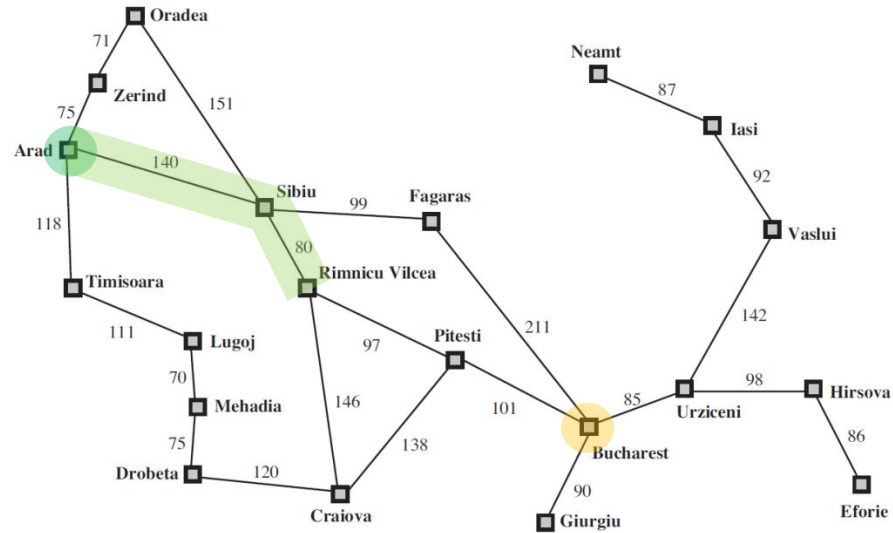 Oradea
71
Neamt
Zerind
87
151
75
Iasi
Arad
140
92
Sibiu
Fagaras
99
118
80
Vaslui
Timisoara
Rimnicu Vilcea
111
Pitesti
211
142
Lugoj
97
70
98
Hirsova
85
Mehadia
146
101
Urziceni
86
75
138
Bucharest
Drobeta
120
90
Craiova
Giurgiu
Eforie